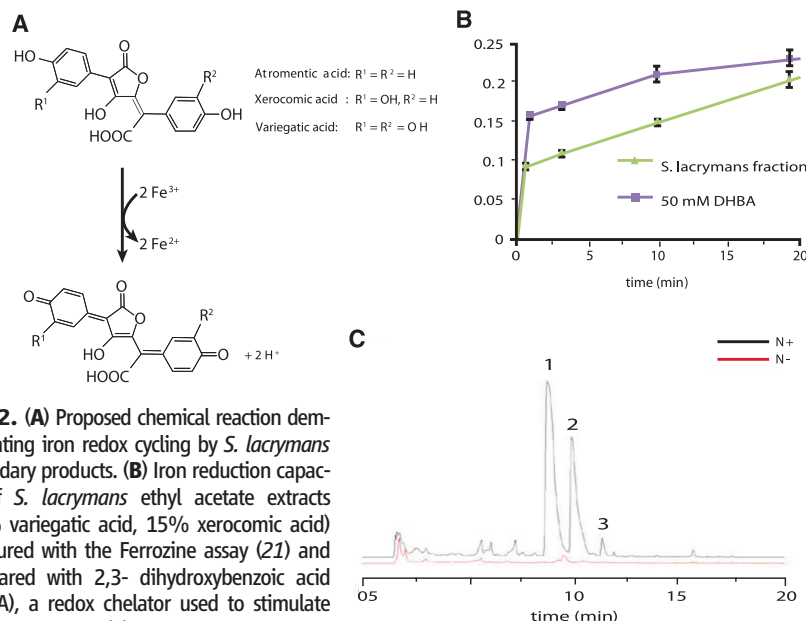 A
HO
O
O
R²
R¹
HO
OH
HOOC
Atromentic acid: R¹ = R² = H
Xerocomic acid : R¹ = OH, R² = H
Variegatic acid: R¹ = R² = O H
2 Fe³⁺
2 Fe²⁺
O
O
O
R²
R¹
HO
O
HOOC
+ 2 H⁺
B
0.25
0.2
0.15
0.1
0.05
0
0 5 10 15 20
time (min)
S. lacrymans fraction
50 mM DHBA
C
N+
N-
1
2
3
05 10 15 20
time (min)
2. (A) Proposed chemical reaction dem-
ating iron redox cycling by S. lacrymans
dary products. (B) Iron reduction capac-
S. lacrymans ethyl acetate extracts
variegatic acid, 15% xerocomic acid)
ured with the Ferrozine assay (21) and
ared with 2,3- dihydroxybenzoic acid
A), a redox chelator used to stimulate